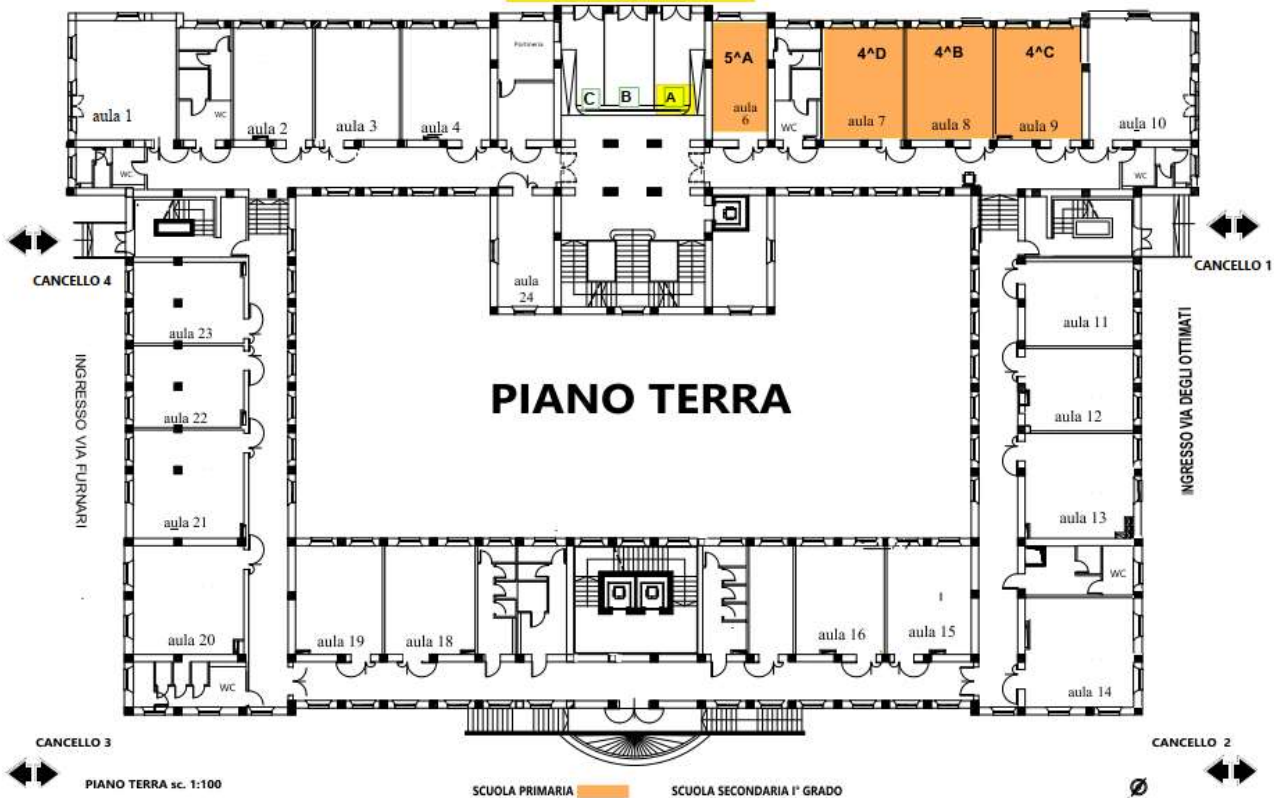 Portineria
5^A
4^D
4^B
4^C
C
B
A
aula 1
WC
aula 2
aula 3
aula 4
aula
6
WC
aula 7
aula 8
aula 9
aula 10
WC
WC
CANCELLO 4
CANCELLO 1
aula
24
aula 23
aula 11
INGRESSO VIA FURNARI
INGRESSO VIA DEGLI OTTIMATI
PIANO TERRA
aula 22
aula 12
aula 21
aula 13
WC
aula 20
aula 19
aula 18
aula 16
aula 15
WC
aula 14
CANCELLO 3
CANCELLO 2
PIANO TERRA sc. 1:100
SCUOLA PRIMARIA
SCUOLA SECONDARIA I° GRADO